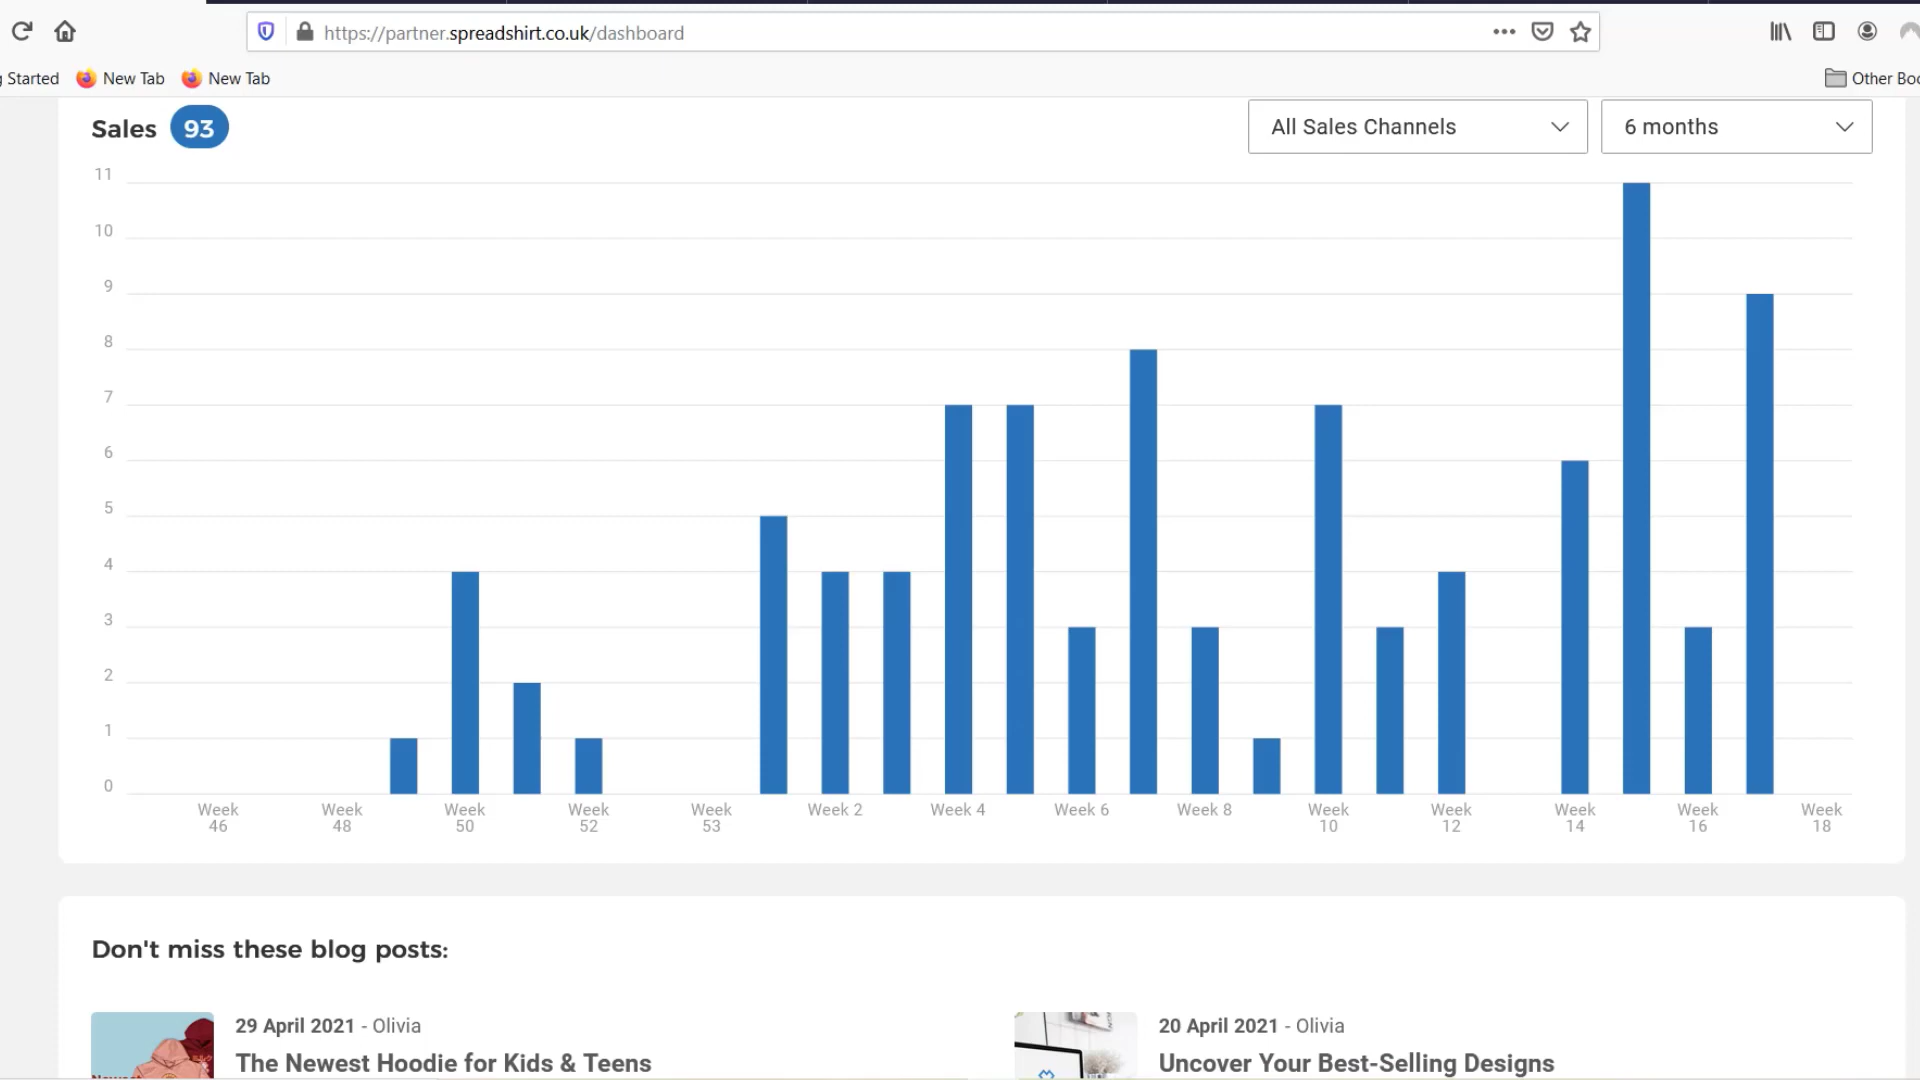 https://partner.spreadshirt.co.uk/dashboard
g Started
New Tab
New Tab
Other Boo
Sales 93
All Sales Channels
6 months
11
10
9
8
7
6
5
4
3
2
1
0
Week 46
Week 48
Week 50
Week 52
Week 53
Week 2
Week 4
Week 6
Week 8
Week 10
Week 12
Week 14
Week 16
Week 18
Don't miss these blog posts:
29 April 2021 - Olivia
The Newest Hoodie for Kids & Teens
20 April 2021 - Olivia
Uncover Your Best-Selling Designs